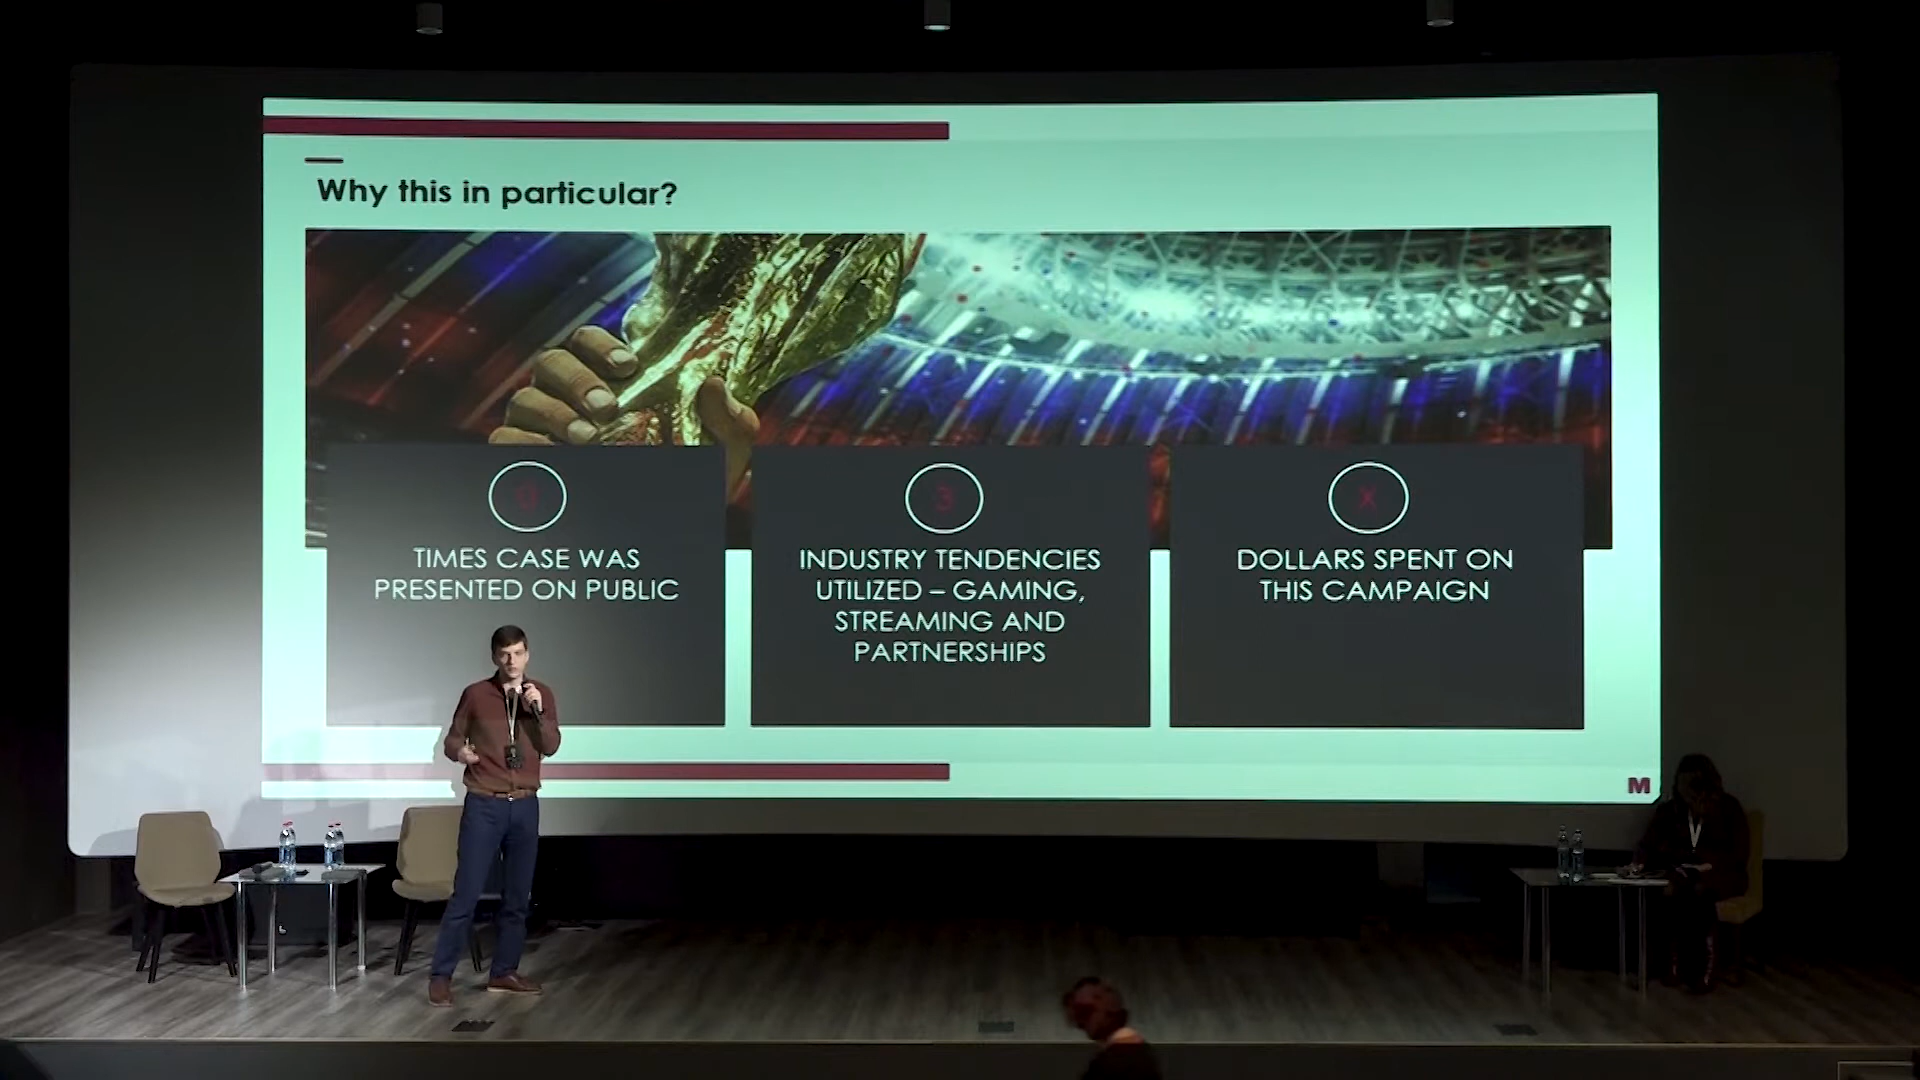 Why this in particular?
0
TIMES CASE WAS
PRESENTED ON PUBLIC
3
INDUSTRY TENDENCIES
UTILIZED – GAMING,
STREAMING AND
PARTNERSHIPS
X
DOLLARS SPENT ON
THIS CAMPAIGN
M